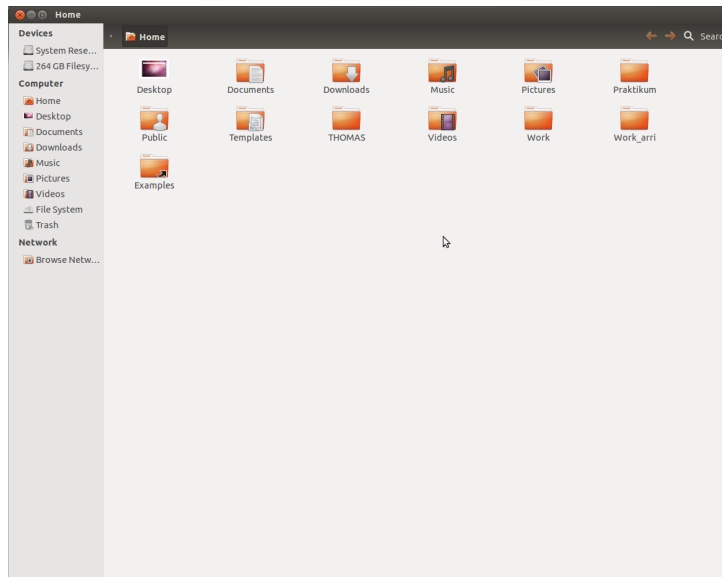 Home
Devices
System Rese...
264 GB Filesy...
Computer
Home
Desktop
Documents
Downloads
Music
Pictures
Videos
File System
Trash
Network
Browse Netw...
Home
Sear
Desktop Documents Downloads Music Pictures Praktikum
Public Templates THOMAS Videos Work Work_arri
Examples